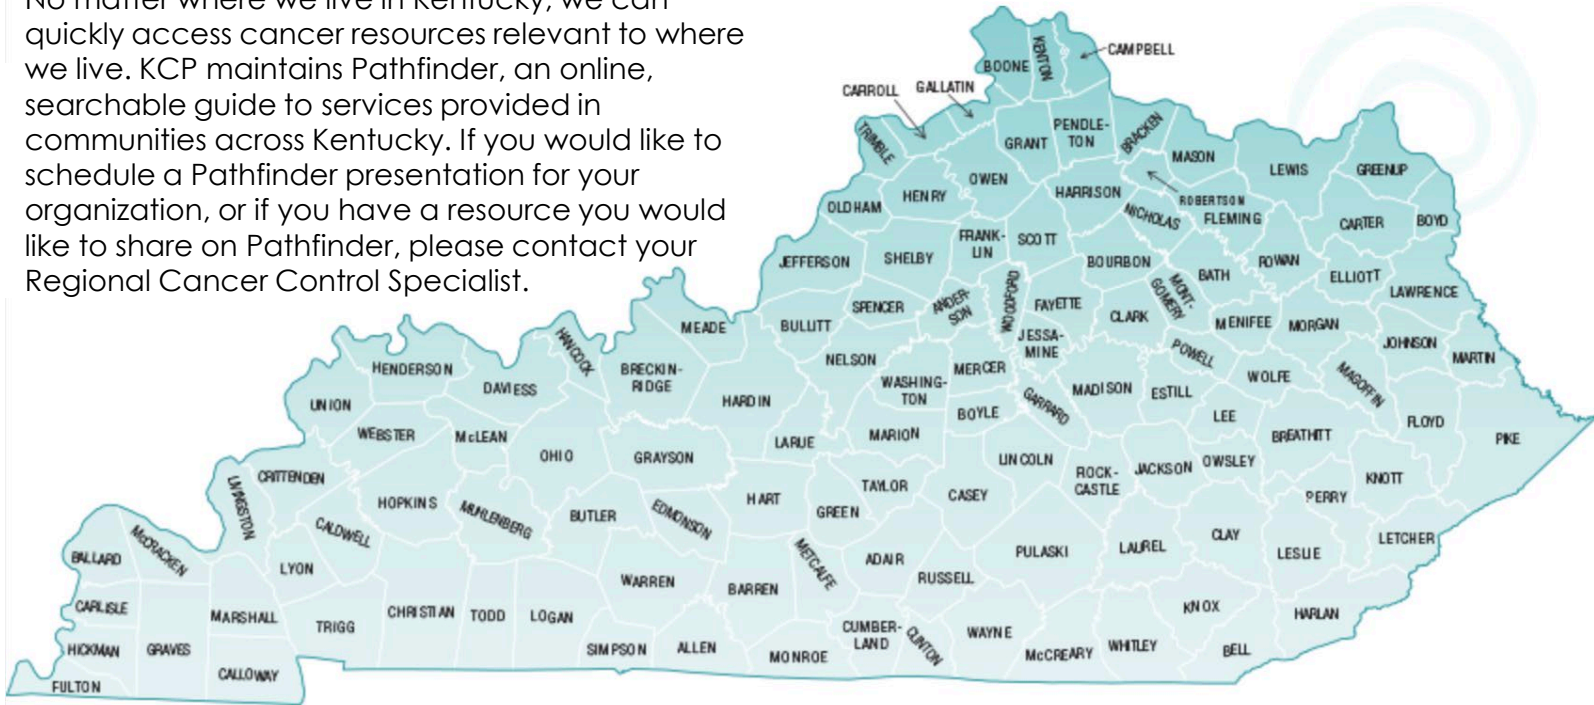 No matter where we live in Kentucky, we can
quickly access cancer resources relevant to where
we live. KCP maintains Pathfinder, an online,
searchable guide to services provided in
communities across Kentucky. If you would like to
schedule a Pathfinder presentation for your
organization, or if you have a resource you would
like to share on Pathfinder, please contact your
Regional Cancer Control Specialist.
BOONE
KENTON
CAMPBELL
CARROLL
GALLATIN
TRIMBLE
GRANT
PENDLE-
TON
BRACKEN
MASON
LEWIS
GREENUP
OLDHAM
HENRY
OWEN
HARRISON
ROBERTSON
NICHOLAS
FLEMING
CARTER
BOYD
JEFFERSON
SHELBY
FRANK-
LIN
SCOTT
BOURBON
BATH
ROWAN
ELLIOTT
LAWRENCE
SPENCER
ANDER-
SON
WOODFORD
FAYETTE
CLARK
MONT-
GOMERY
MENIFEE
MORGAN
JOHNSON
MARTIN
MEADE
BULLITT
NELSON
WASHING-
TON
MERCER
JESSA-
MINE
GARRARD
MADISON
ESTILL
POWELL
WOLFE
MAGOFFIN
FLOYD
PIKE
HENDERSON
DAVIESS
HANCOCK
BRECKIN-
RIDGE
HARDIN
BOYLE
LEE
BREATHITT
UNION
WEBSTER
McLEAN
OHIO
GRAYSON
LARUE
MARION
LINCOLN
ROCK-
CASTLE
JACKSON
OWSLEY
PERRY
KNOTT
LIVINGSTON
CRITTENDEN
HOPKINS
MUHLENBERG
BUTLER
EDMONSON
HART
GREEN
TAYLOR
CASEY
PULASKI
LAUREL
CLAY
LESLIE
LETCHER
BALLARD
McCRACKEN
LYON
CALDWELL
WARREN
BARREN
METCALFE
ADAIR
RUSSELL
CARLISLE
MARSHALL
TRIGG
CHRISTIAN
TODD
LOGAN
KNOX
HARLAN
HICKMAN
GRAVES
CALLOWAY
SIMPSON
ALLEN
MONROE
CUMBER-
LAND
CLINTON
WAYNE
McCREARY
WHITLEY
BELL
FULTON